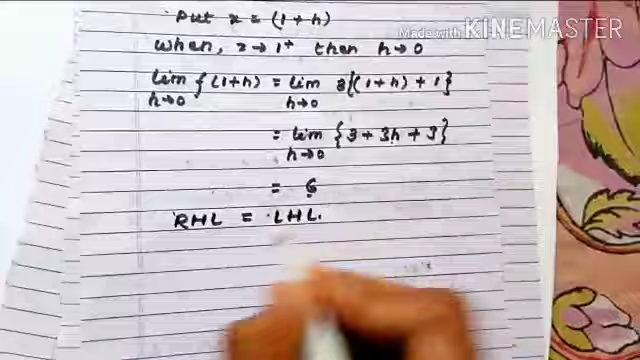 Put x = (1 + h)
Made with KINEMASTER
when, x → 1⁺ then h → 0
lim f(1+h) = lim 3{(1+h) + 1}
h→0 h→0
= lim {3 + 3h + 3}
h→0
= 6
RHL = LHL.